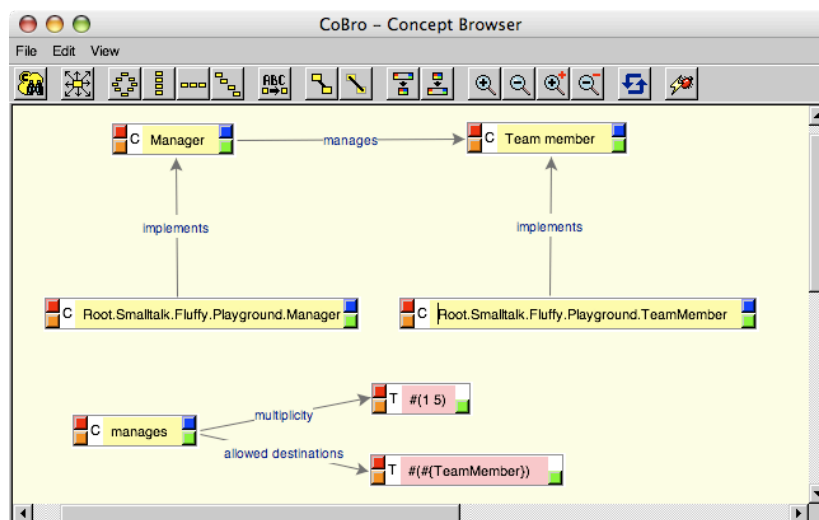 CoBro – Concept Browser
File Edit View
ABC
C Manager
manages
C Team member
implements
implements
C Root.Smalltalk.Fluffy.Playground.Manager
C Root.Smalltalk.Fluffy.Playground.TeamMember
T #(1 5)
multiplicity
C manages
allowed destinations
T #(#{TeamMember})